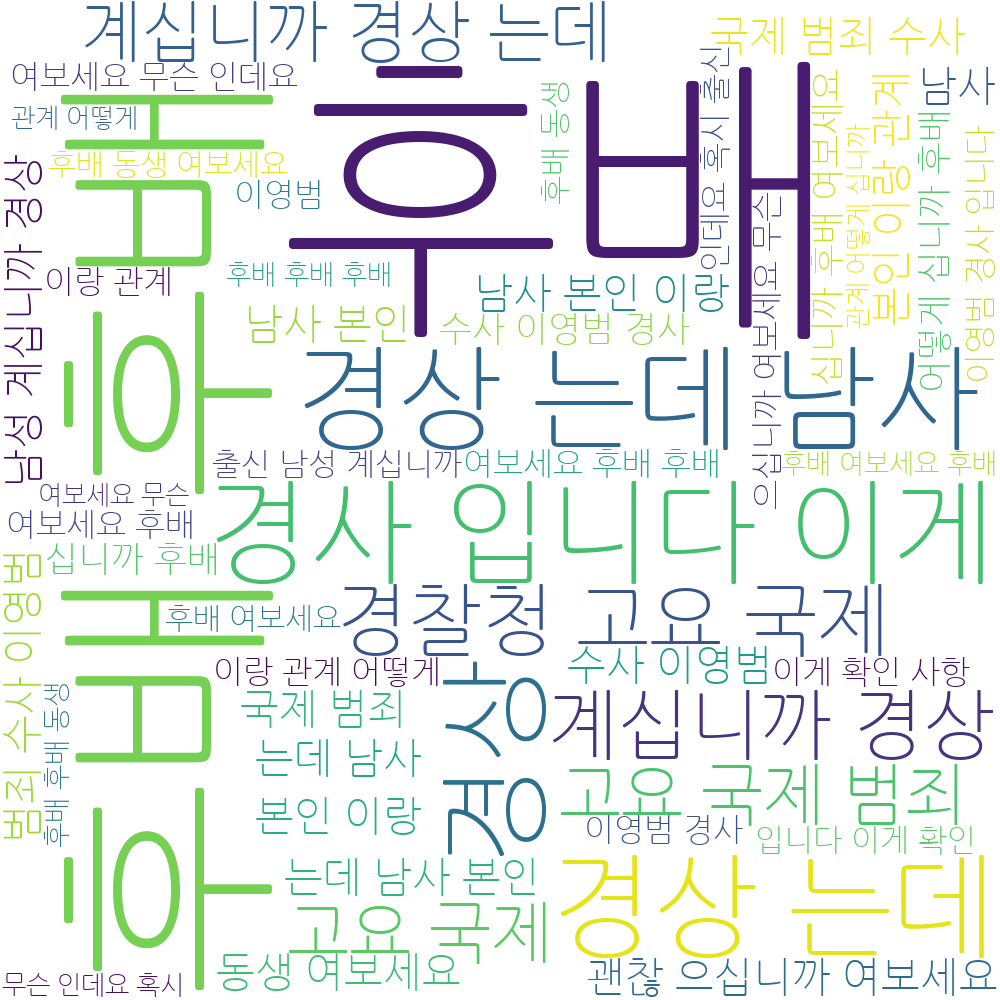 계십니까 경상 는데
국제 범죄 수사
여보세요 무슨 인데요
남사
관계 어떻게
후배 동생 여보세요
이영범
후배
후배 후배
후배 동생
인데요 혹시 출신
십니까 후배 여보세요
관계 어떻게 십니까
본인 이랑 관계
어떻게 십니까 후배
이영범 경사 입니다
남성 계십니까 경상
이랑 관계
후배 후배 후배
남사 본인 이랑
남사 본인
수사 이영범 경사
으십니까 여보세요 무슨
경상 는데 남사
출신 남성 계십니까
여보세요 후배 후배
후배 여보세요 후배
여보세요 무슨
여보세요 후배
경사 입니다 이게
십니까 후배
범죄 수사 이영범
후배 여보세요
경찰청 고요 국제
이랑 관계 어떻게
수사 이영범
이게 확인 사항
후배 후배 동생
국제 범죄
경상
계십니까 경상
는데 남사
고요 국제 범죄
본인 이랑
이영범 경사
입니다 이게 확인
는데 남사 본인
경상 는데
고요 국제
동생 여보세요
괜찮 으십니까 여보세요
무슨 인데요 혹시